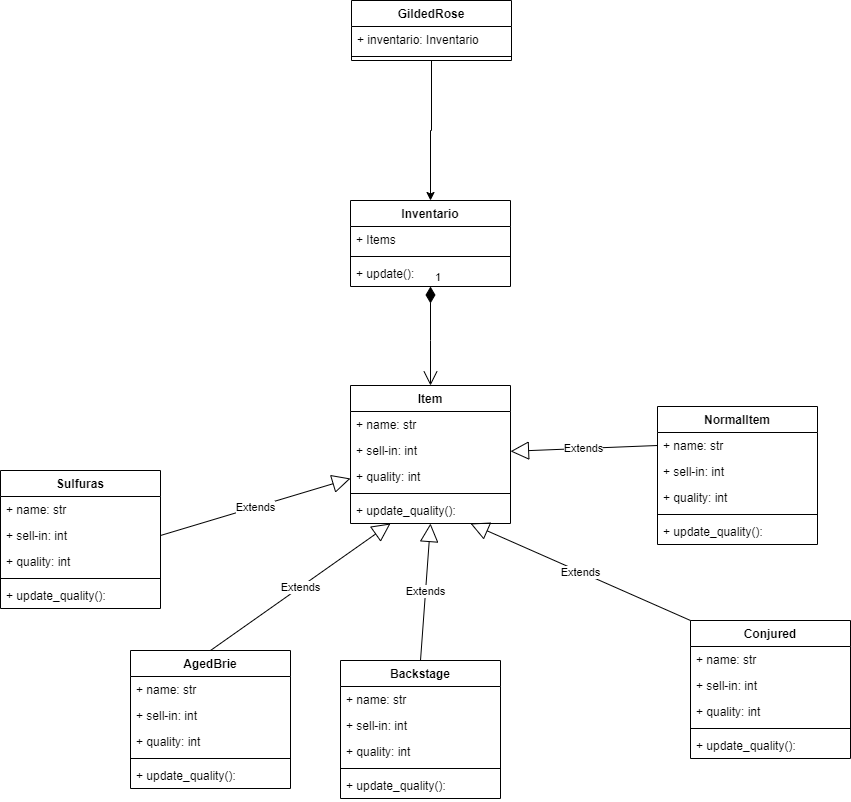 GildedRose
+ inventario: Inventario
Inventario
+ Items
+ update():
1
Item
+ name: str
+ sell-in: int
+ quality: int
+ update_quality():
NormalItem
+ name: str
+ sell-in: int
+ quality: int
+ update_quality():
Extends
Sulfuras
+ name: str
+ sell-in: int
+ quality: int
+ update_quality():
Extends
Extends
Extends
Extends
AgedBrie
+ name: str
+ sell-in: int
+ quality: int
+ update_quality():
Backstage
+ name: str
+ sell-in: int
+ quality: int
+ update_quality():
Conjured
+ name: str
+ sell-in: int
+ quality: int
+ update_quality():